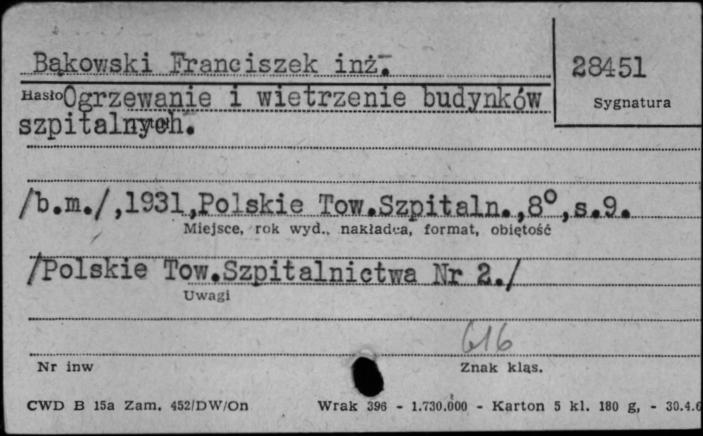 Bąkowski Franciszek inż.
28451
Hasło Ogrzewanie i wietrzenie budynków
Sygnatura
szpitalnych.
/b.m./,1931,Polskie Tow.Szpitaln.,8°,s.9.
Miejsce, rok wyd., nakładca, format, objętość
/Polskie Tow.Szpitalnictwa Nr 2./
Uwagi
616
Nr inw
Znak kląs.
CWD B 15a Zam. 452/DW/On Wrak 396 - 1.730.000 - Karton 5 kl. 180 g, - 30.4.6